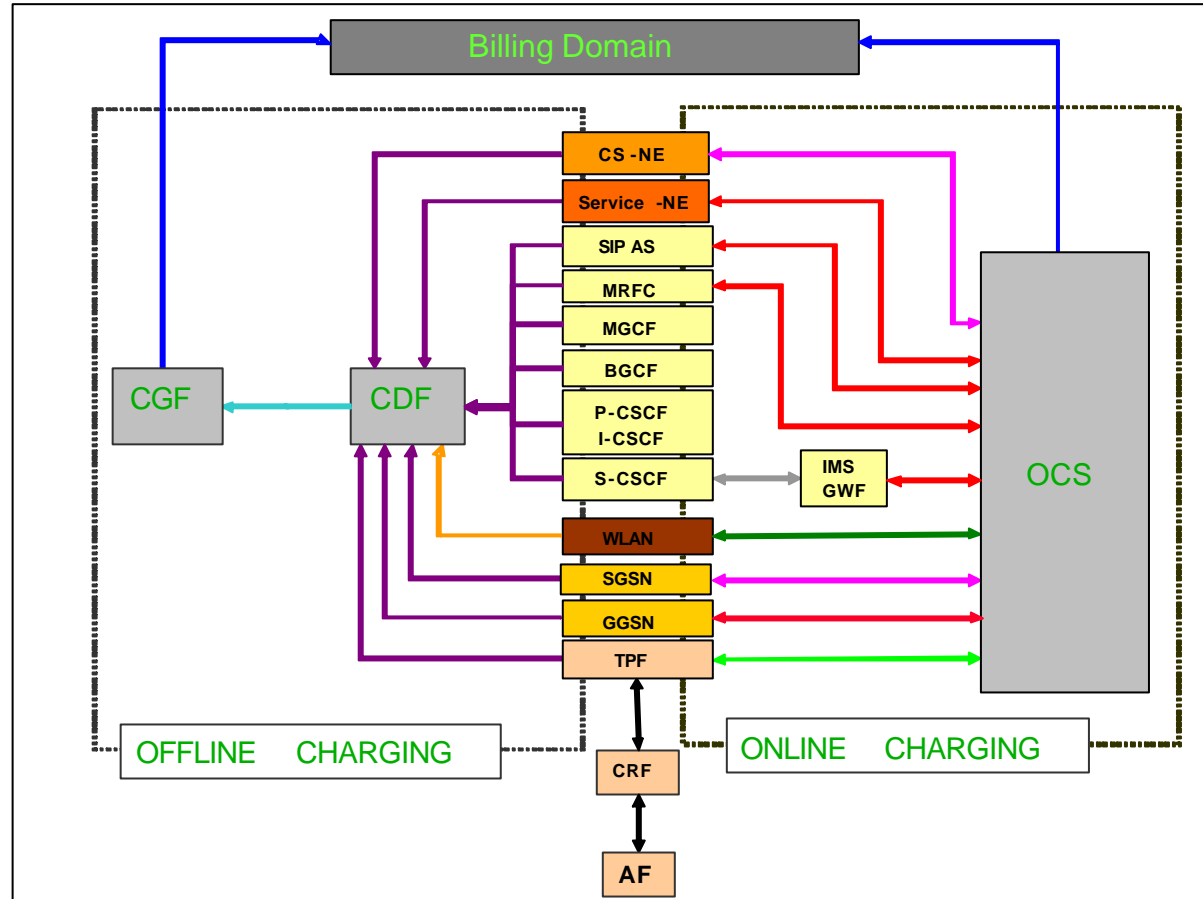 Billing Domain
CS -NE
Service -NE
SIP AS
MRFC
MGCF
BGCF
CGF
CDF
P-CSCF
I-CSCF
S-CSCF
IMS
GWF
OCS
WLAN
SGSN
GGSN
TPF
OFFLINE CHARGING
ONLINE CHARGING
CRF
AF